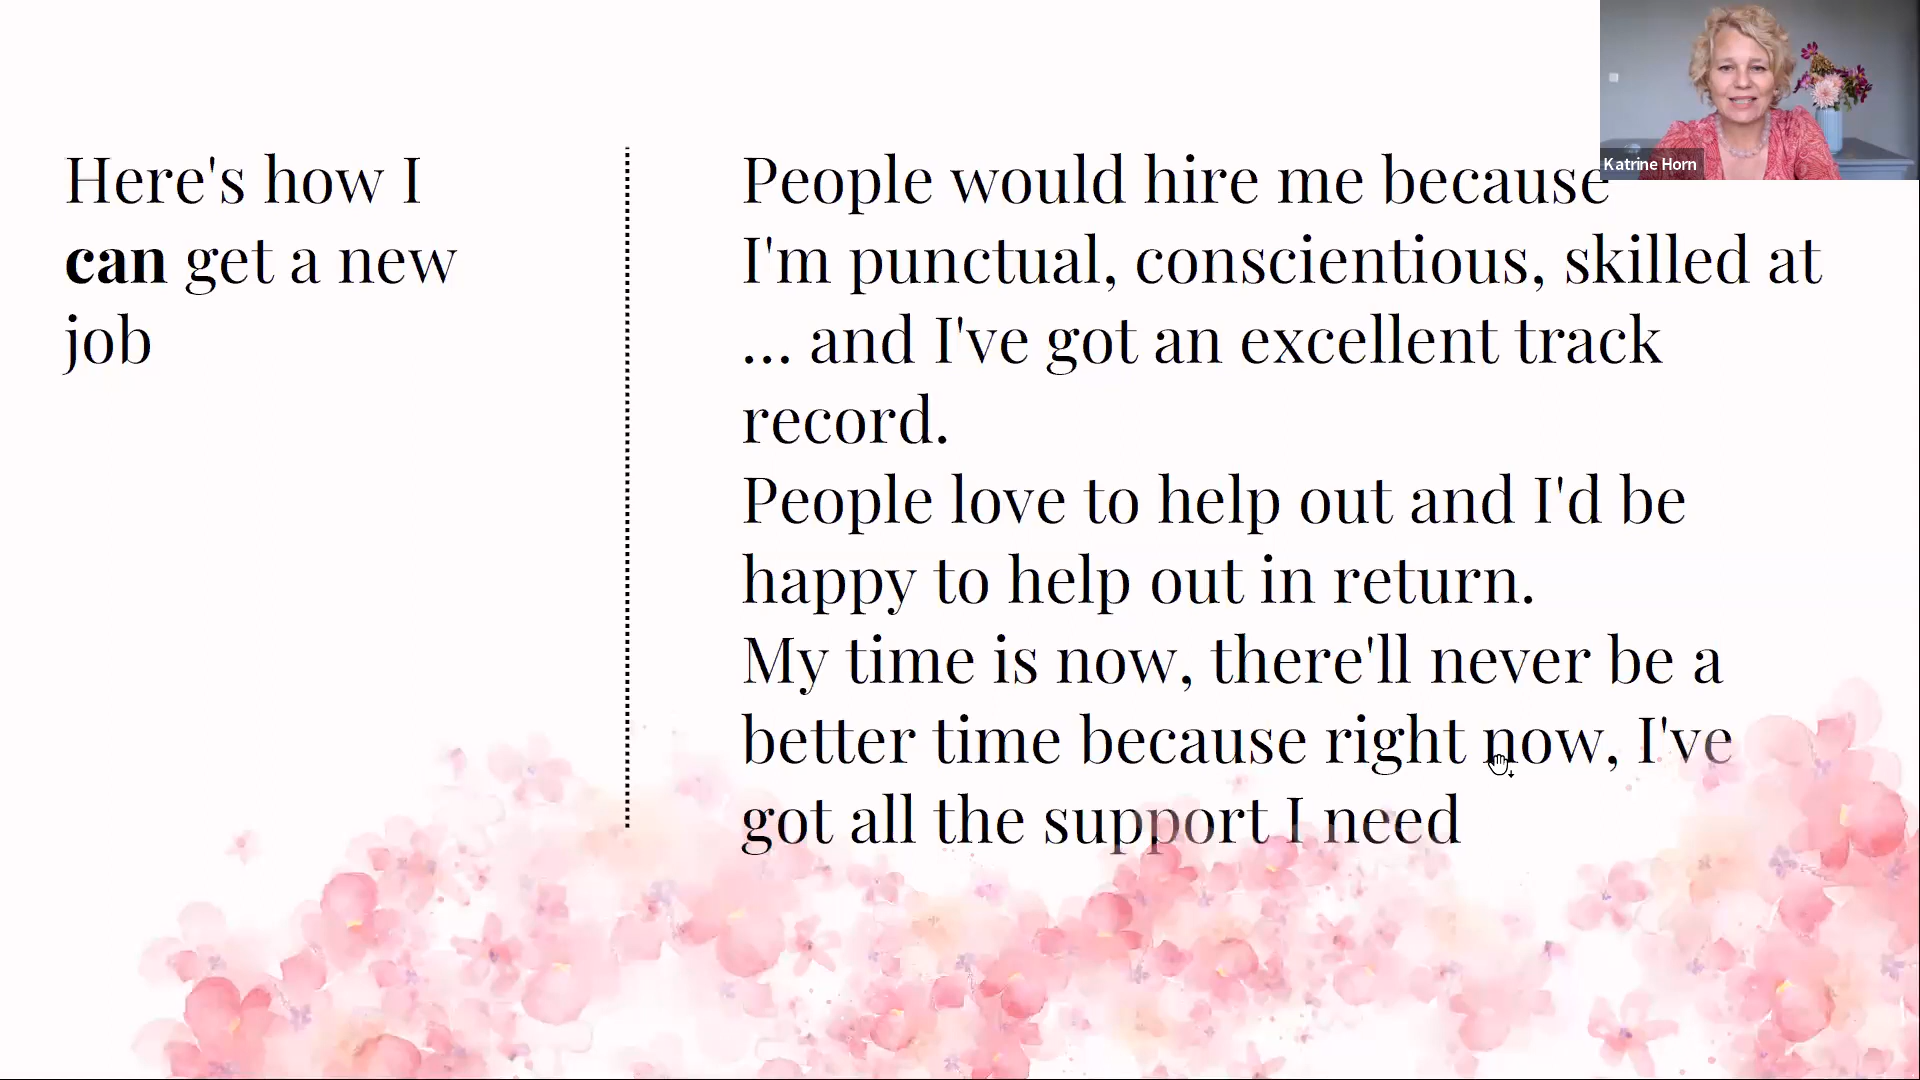 Here's how I
can get a new
job
People would hire me because
I'm punctual, conscientious, skilled at
... and I've got an excellent track
record.
People love to help out and I'd be
happy to help out in return.
My time is now, there'll never be a
better time because right now, I've
got all the support I need
Katrine Horn